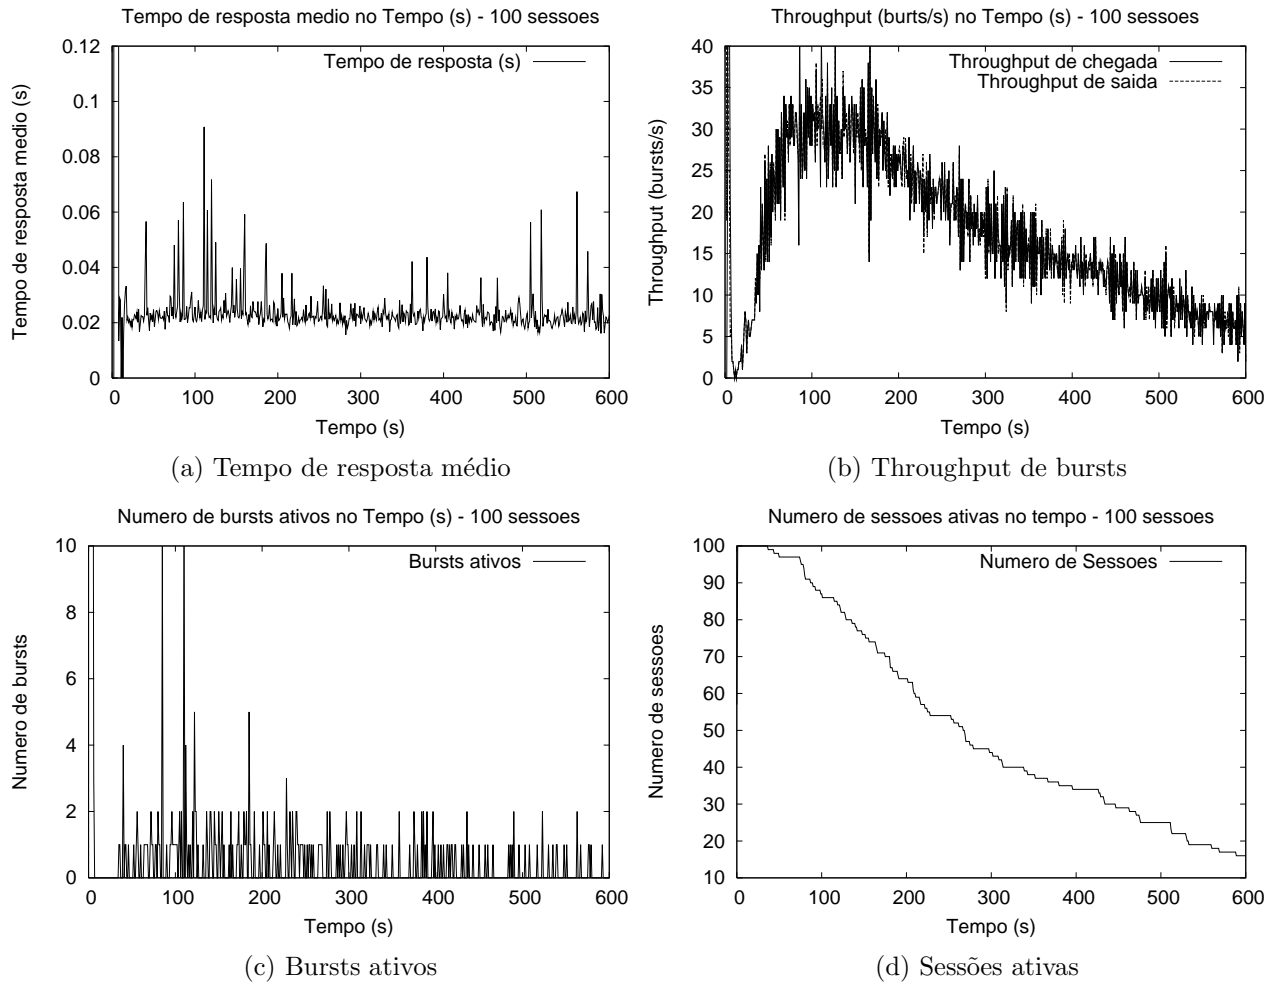 Tempo de resposta medio no Tempo (s) - 100 sessoes
Tempo de resposta medio (s)
0.12
0.1
0.08
0.06
0.04
0.02
0
Tempo de resposta (s)
0 100 200 300 400 500 600
Tempo (s)
(a) Tempo de resposta médio
Throughput (burts/s) no Tempo (s) - 100 sessoes
Throughput (bursts/s)
40
35
30
25
20
15
10
5
0
Throughput de chegada
Throughput de saida
0 100 200 300 400 500 600
Tempo (s)
(b) Throughput de bursts
Numero de bursts ativos no Tempo (s) - 100 sessoes
Numero de bursts
10
8
6
4
2
0
Bursts ativos
0 100 200 300 400 500 600
Tempo (s)
(c) Bursts ativos
Numero de sessoes ativas no tempo - 100 sessoes
Numero de sessoes
100
90
80
70
60
50
40
30
20
10
Numero de Sessoes
0 100 200 300 400 500 600
Tempo (s)
(d) Sessões ativas